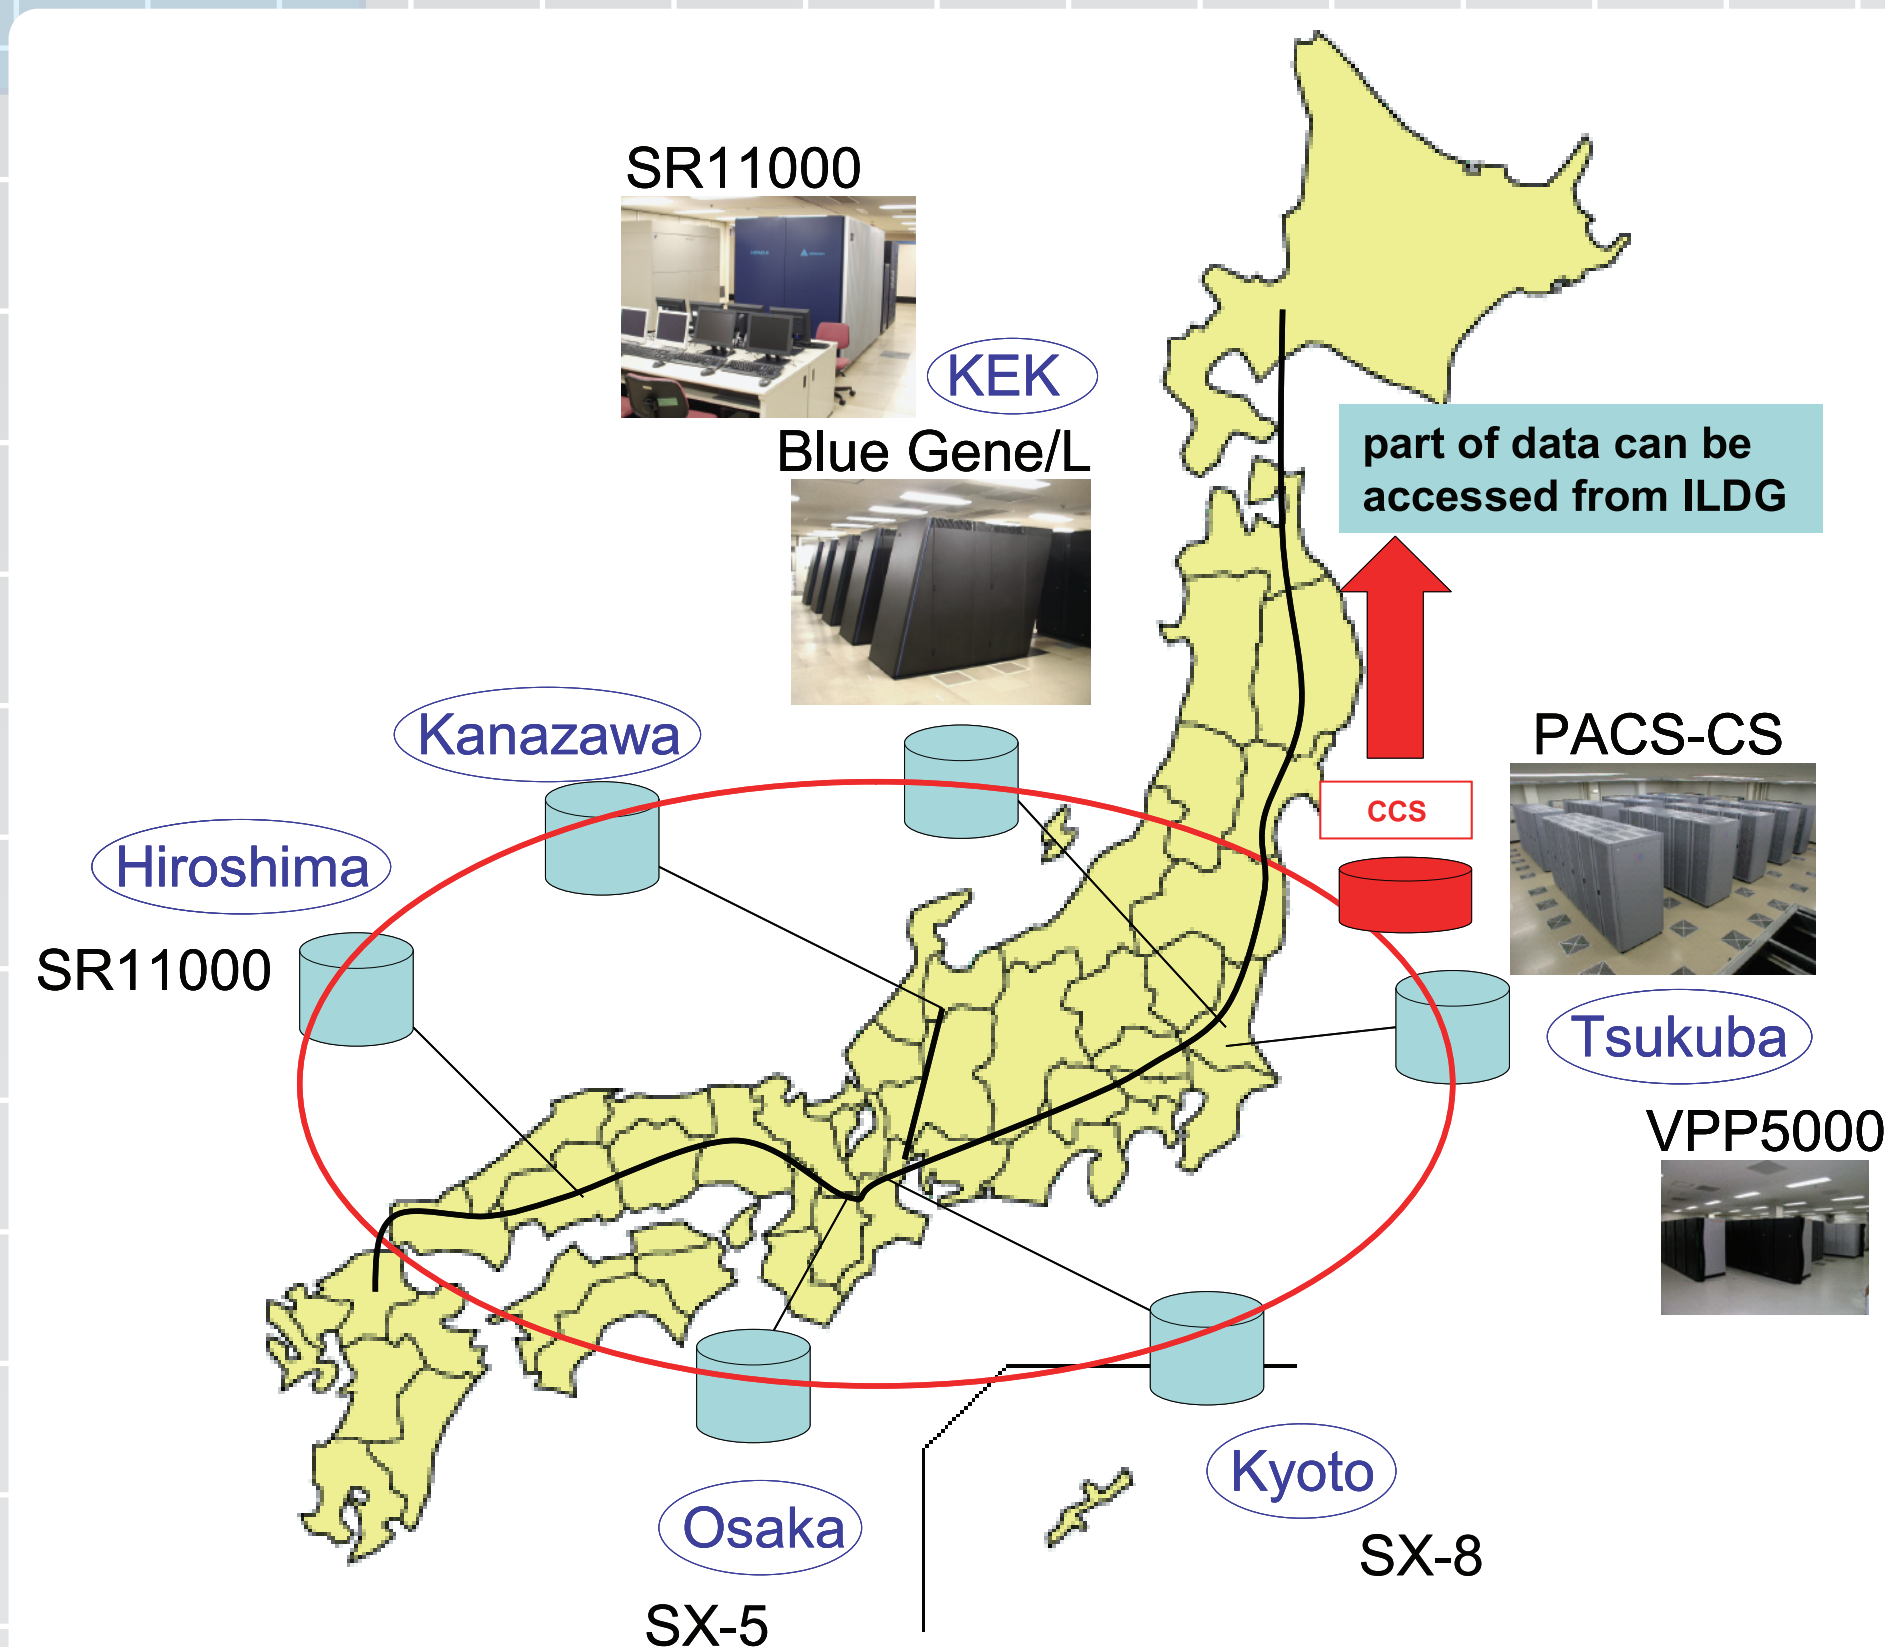 SR11000
KEK
Blue Gene/L
part of data can be
accessed from ILDG
Kanazawa
PACS-CS
CCS
Hiroshima
SR11000
Tsukuba
VPP5000
Kyoto
Osaka
SX-8
SX-5